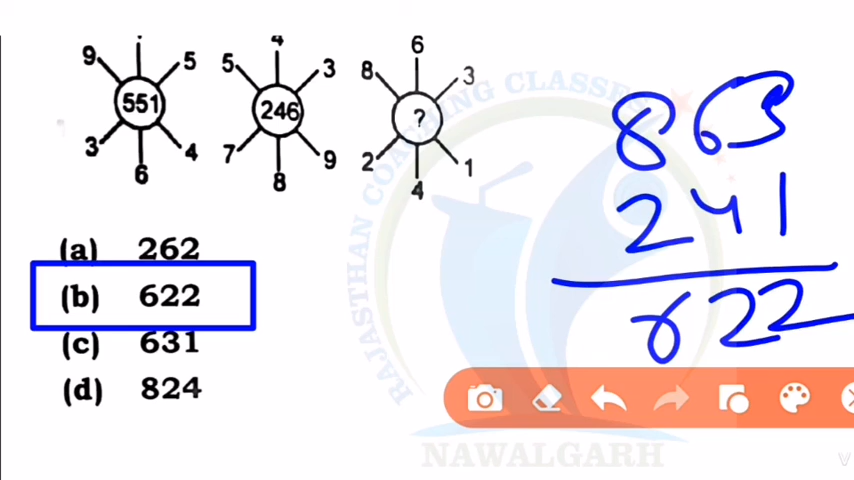 9 5
551
3 6 4
4
5 3
246
7 8 9
6
8 3
?
2 4 1
(a) 262
(b) 622
(c) 631
(d) 824
863
241
622
RAJASTHAN COACHING CLASSES
NAWALGARH